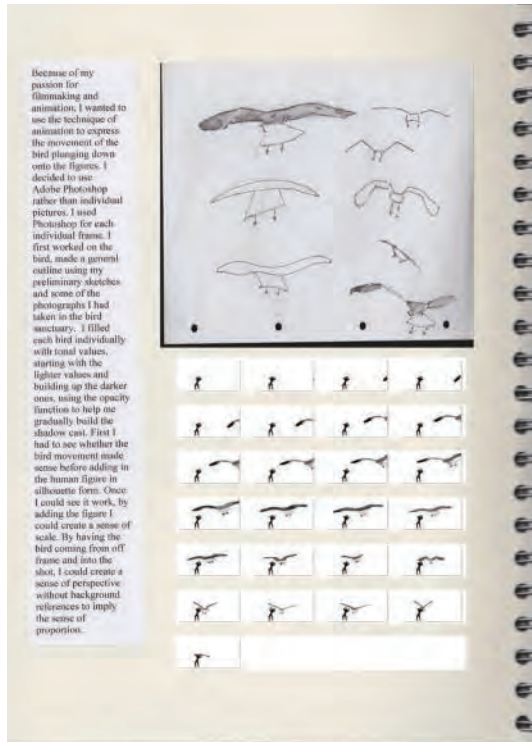 Because of my
passion for
filmmaking and
animation, I wanted to
use the technique of
animation to express
the movement of the
bird plunging down
onto the figures. I
decided to use
Adobe Photoshop
rather than individual
pictures. I used
Photoshop for each
individual frame. I
first worked on the
bird, made a general
outline using my
preliminary sketches
and some of the
photographs I had
taken in the bird
sanctuary. I filled
each bird individually
with tonal values,
starting with the
lighter values and
building up the darker
ones, using the opacity
function to help me
gradually build the
shadow cast. First I
had to see whether the
bird movement made
sense before adding in
the human figure in
silhouette form. Once
I could see it work, by
adding the figure I
could create a sense of
scale. By having the
bird coming from off
frame and into the
shot, I could create a
sense of perspective
without background
references to imply
the sense of
proportion.